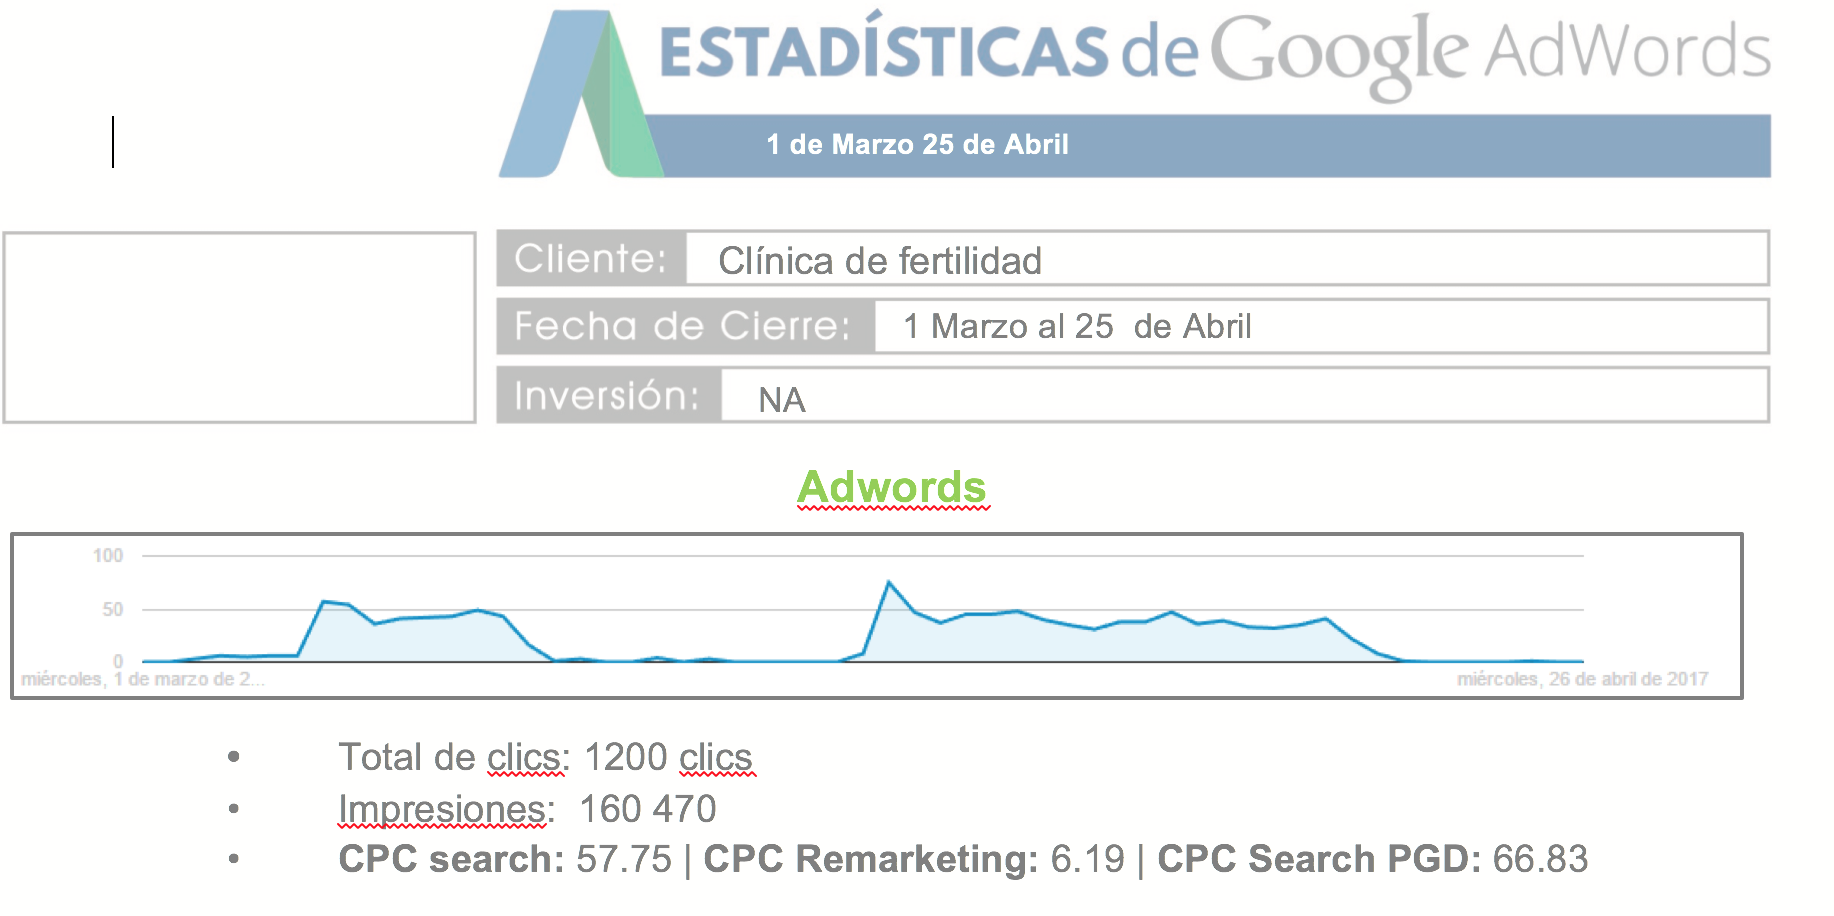 ESTADÍSTICAS de Google AdWords
1 de Marzo 25 de Abril
Cliente: Clínica de fertilidad
Fecha de Cierre: 1 Marzo al 25 de Abril
Inversión: NA
Adwords
100
50
0
miércoles, 1 de marzo de 2... miércoles, 26 de abril de 2017
• Total de clics: 1200 clics
• Impresiones: 160 470
• CPC search: 57.75 | CPC Remarketing: 6.19 | CPC Search PGD: 66.83